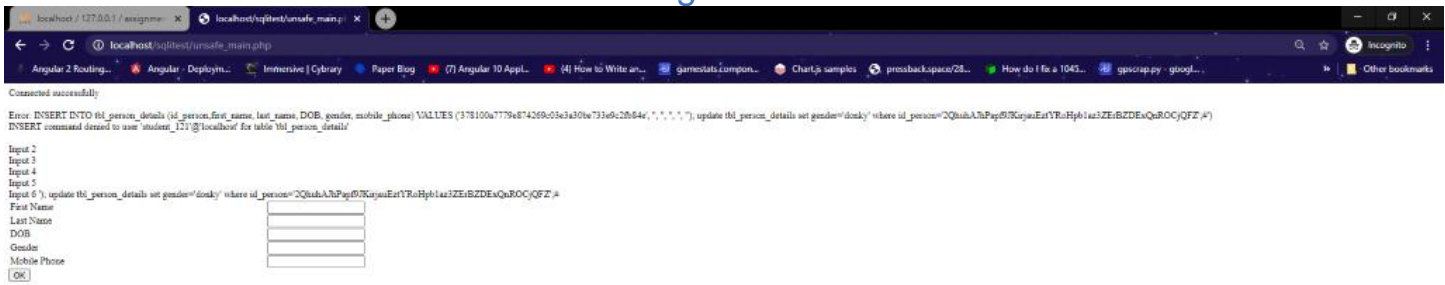 localhost / 127.0.0.1 / assignme
localhost/sqlitest/unsafe_main.p
localhost/sqlitest/unsafe_main.php
Incognito
Angular 2 Routing... Angular - Deployin... Immersive | Cybrary Paper Blog (7) Angular 10 Appl... (4) How to Write an... gamestats.compon... Chart.js samples pressback.space/28... How do I fix a 1045... gpscrap.py - googl... Other bookmarks
Connected successfully
Error: INSERT INTO tbl_person_details (id_person,first_name, last_name, DOB, gender, mobile_phone) VALUES ('378100a7779e874269c03e3a30be733e9c2fb84e', '', '', '', '', ''); update tbl_person_details set gender='donky' where
INSERT command denied to user 'student_121'@'localhost' for table 'tbl_person_details'
Input 2
Input 3
Input 4
Input 5
Input 6 '); update tbl_person_details set gender='donky' where
First Name
Last Name
DOB
Gender
Mobile Phone
OK